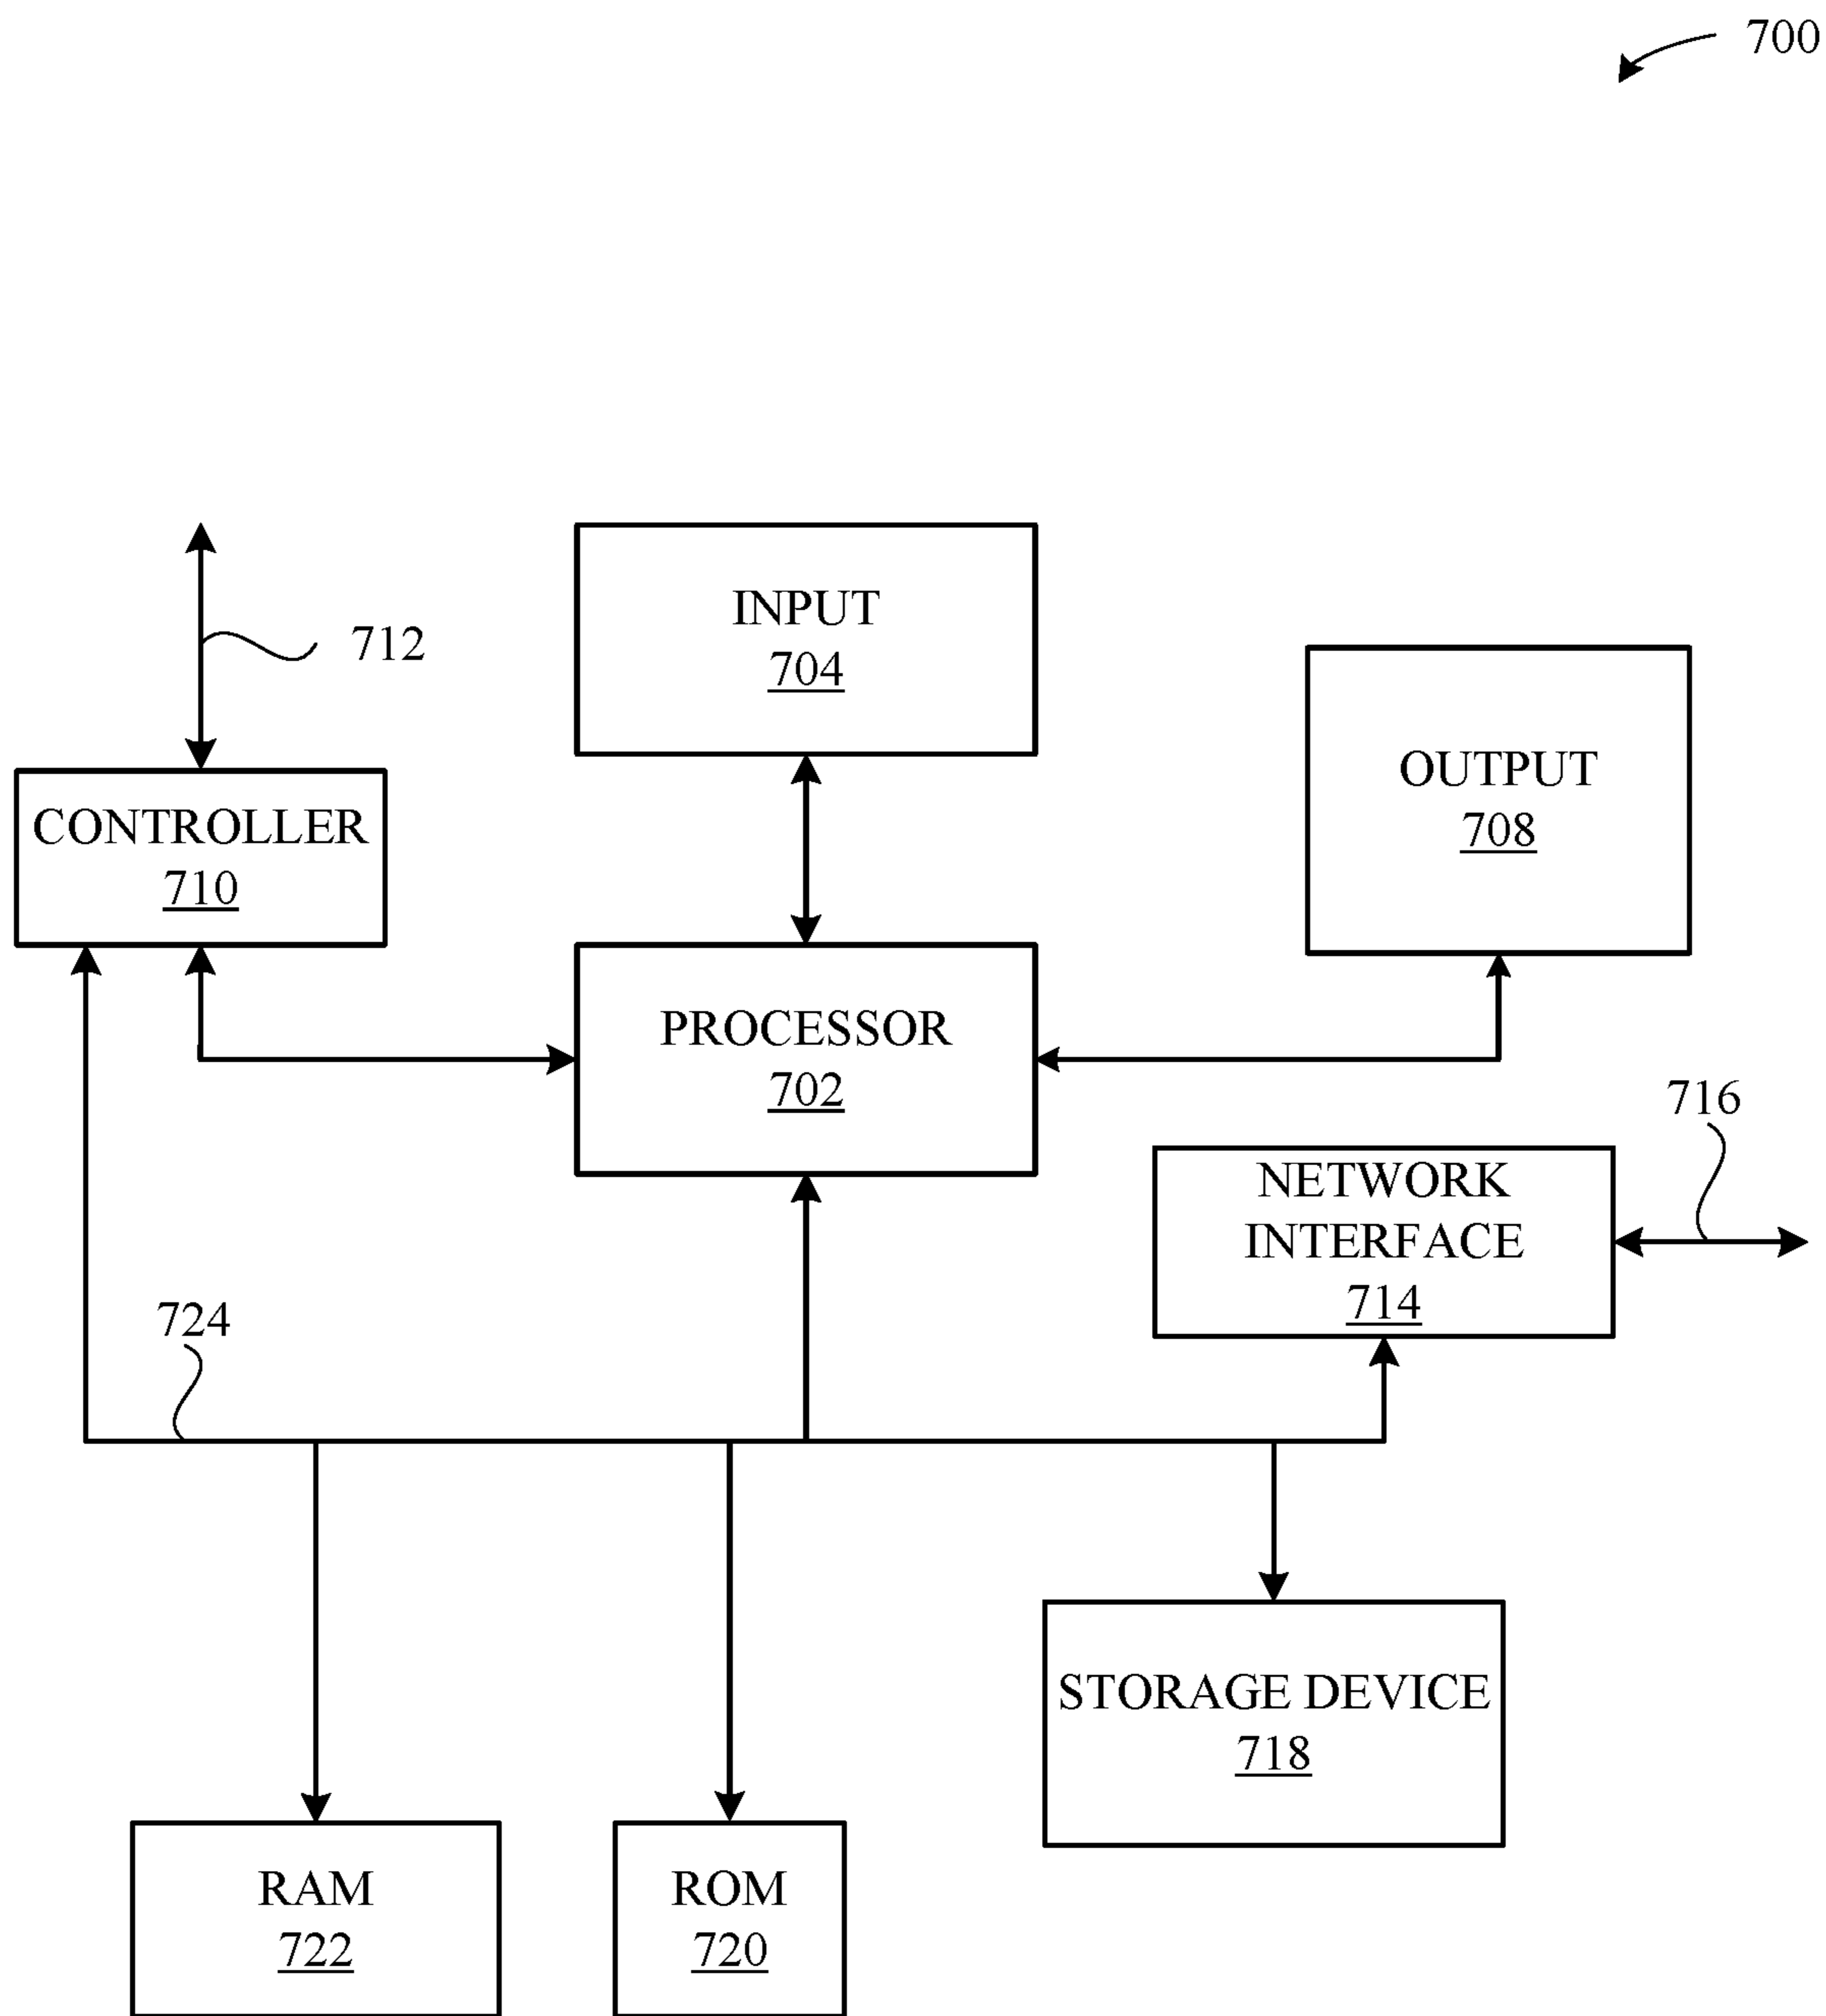 700
INPUT
704
712
OUTPUT
708
CONTROLLER
710
PROCESSOR
702
716
NETWORK
INTERFACE
714
724
STORAGE DEVICE
718
RAM
722
ROM
720